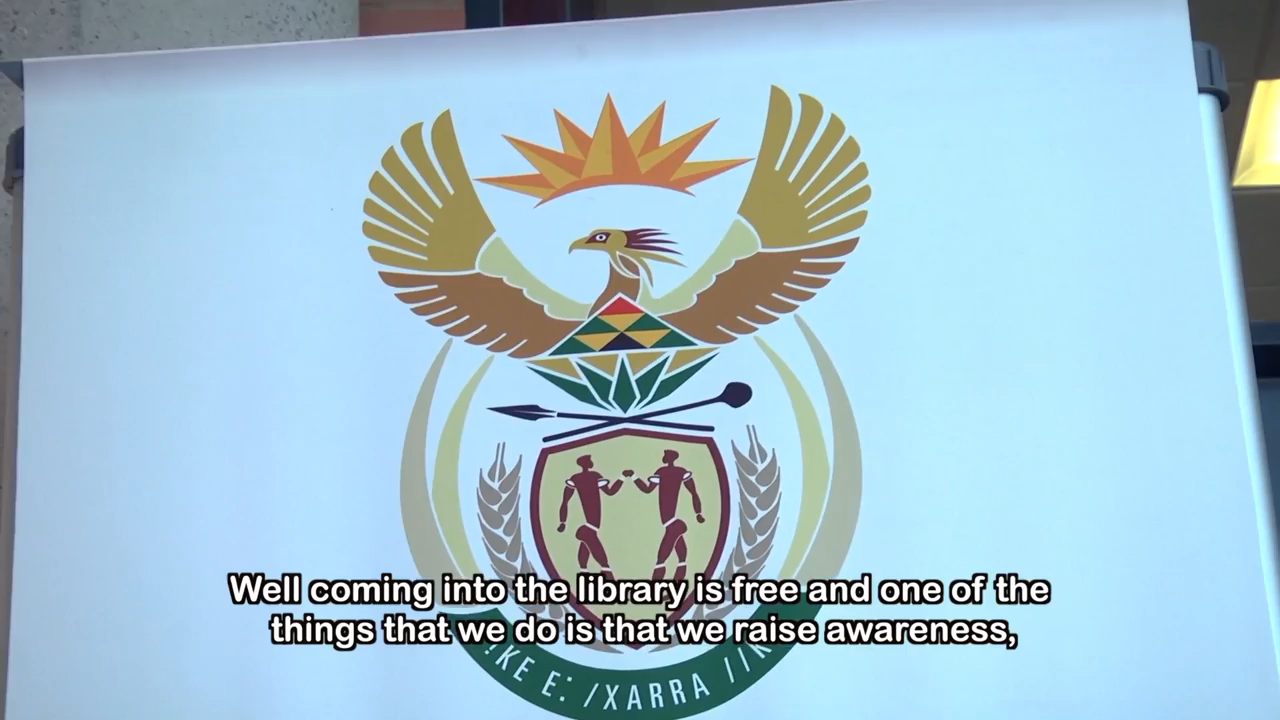 Well coming into the library is free and one of the
things that we do is that we raise awareness,
!KE E: /XARRA //K